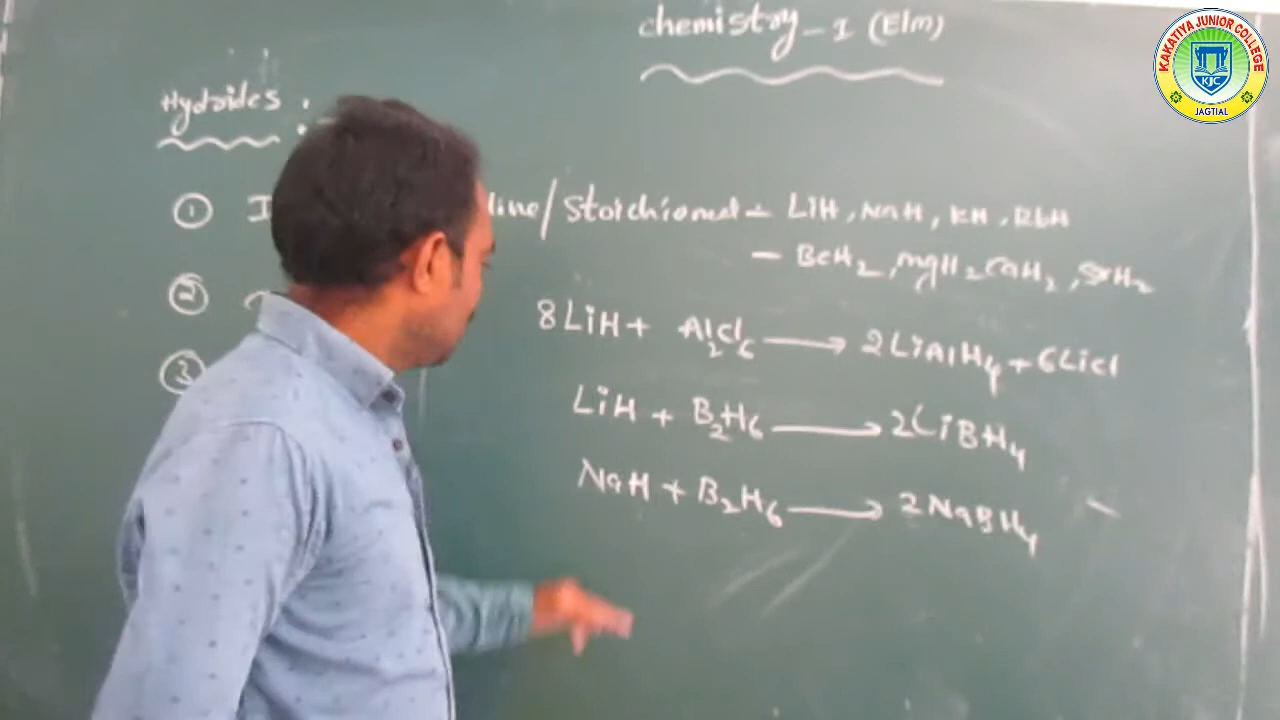 chemistry-I (Elm)
KAKATIYA JUNIOR COLLEGE
KJC
JAGTIAL
Hydrides :
① I line/Stoichiomet - LiH, NaH, KH, RbH
- BeH₂, MgH₂ CaH₂, SrH₂
②
8LiH + Al₂Cl₆ ⟶ 2LiAlH₄ + 6LiCl
③
LiH + B₂H₆ ⟶ 2LiBH₄
NaH + B₂H₆ ⟶ 2NaBH₄